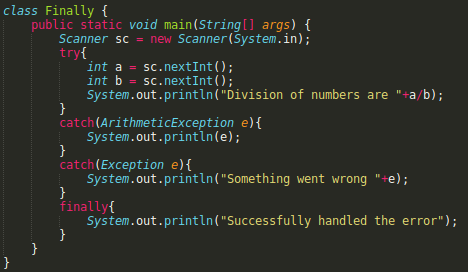 class Finally {
    public static void main(String[] args) {
        Scanner sc = new Scanner(System.in);
        try{
            int a = sc.nextInt();
            int b = sc.nextInt();
            System.out.println("Division of numbers are "+a/b);
        }
        catch(ArithmeticException e){
            System.out.println(e);
        }
        catch(Exception e){
            System.out.println("Something went wrong "+e);
        }
        finally{
            System.out.println("Successfully handled the error");
        }
    }
}